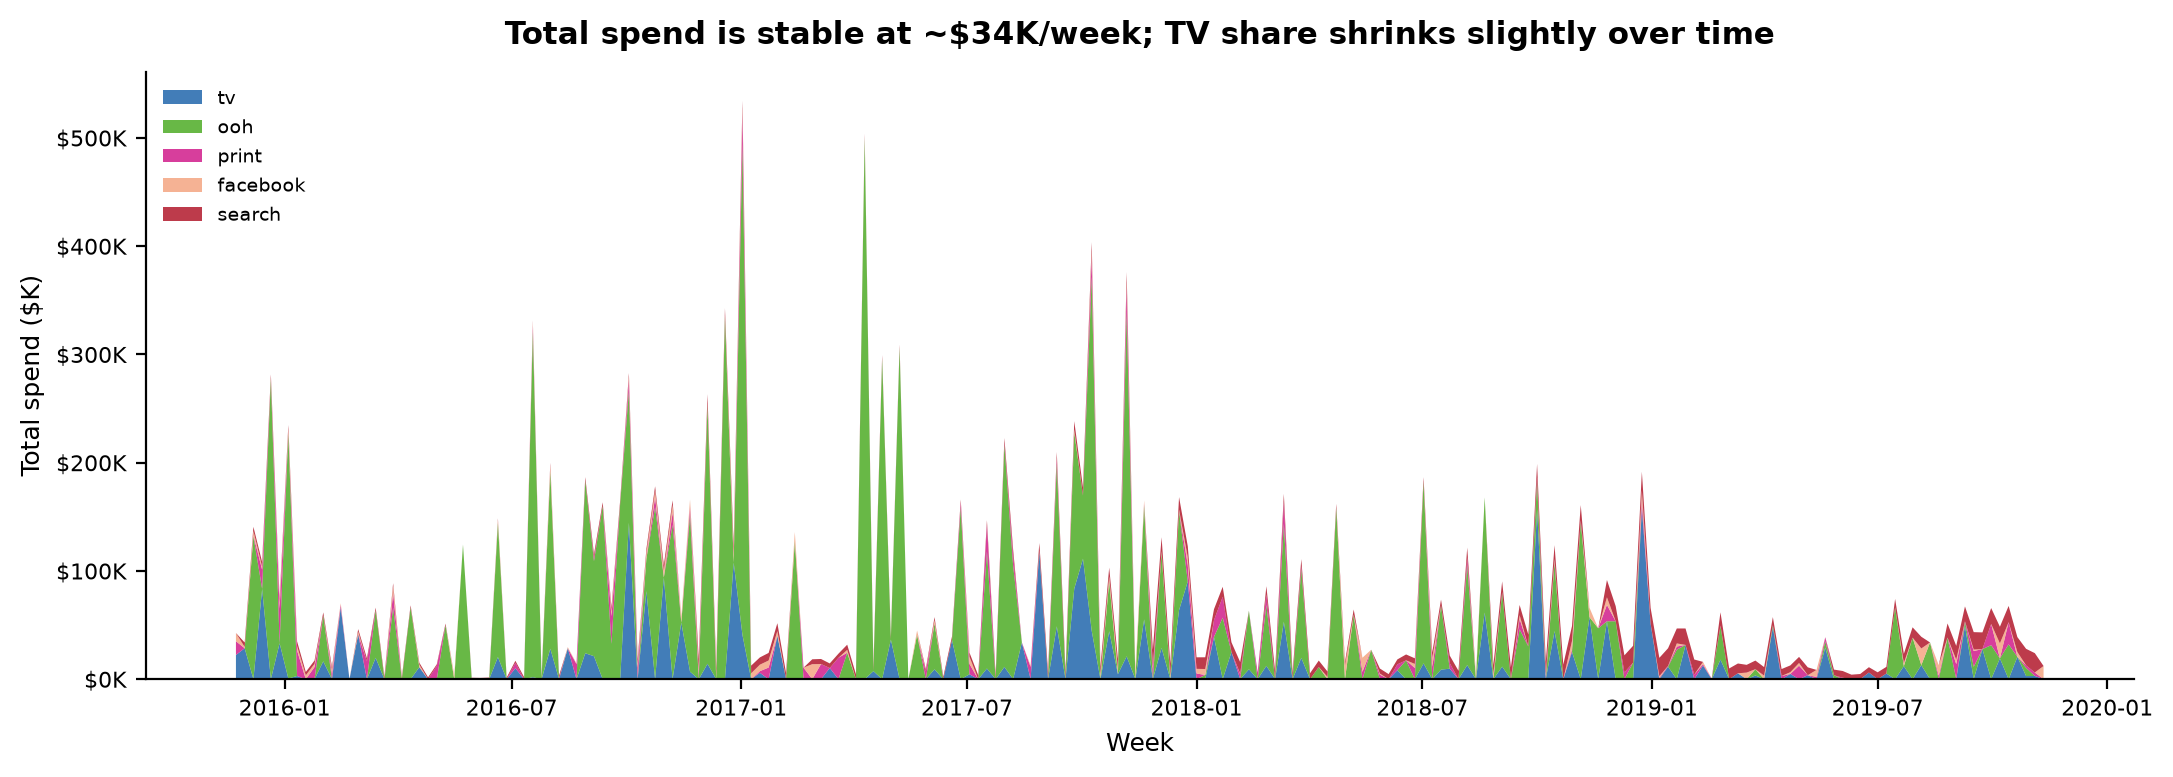 Total spend is stable at ~$34K/week; TV share shrinks slightly over time
tv
ooh
print
facebook
search
Total spend ($K)
$500K
$400K
$300K
$200K
$100K
$0K
2016-01
2016-07
2017-01
2017-07
2018-01
2018-07
2019-01
2019-07
2020-01
Week